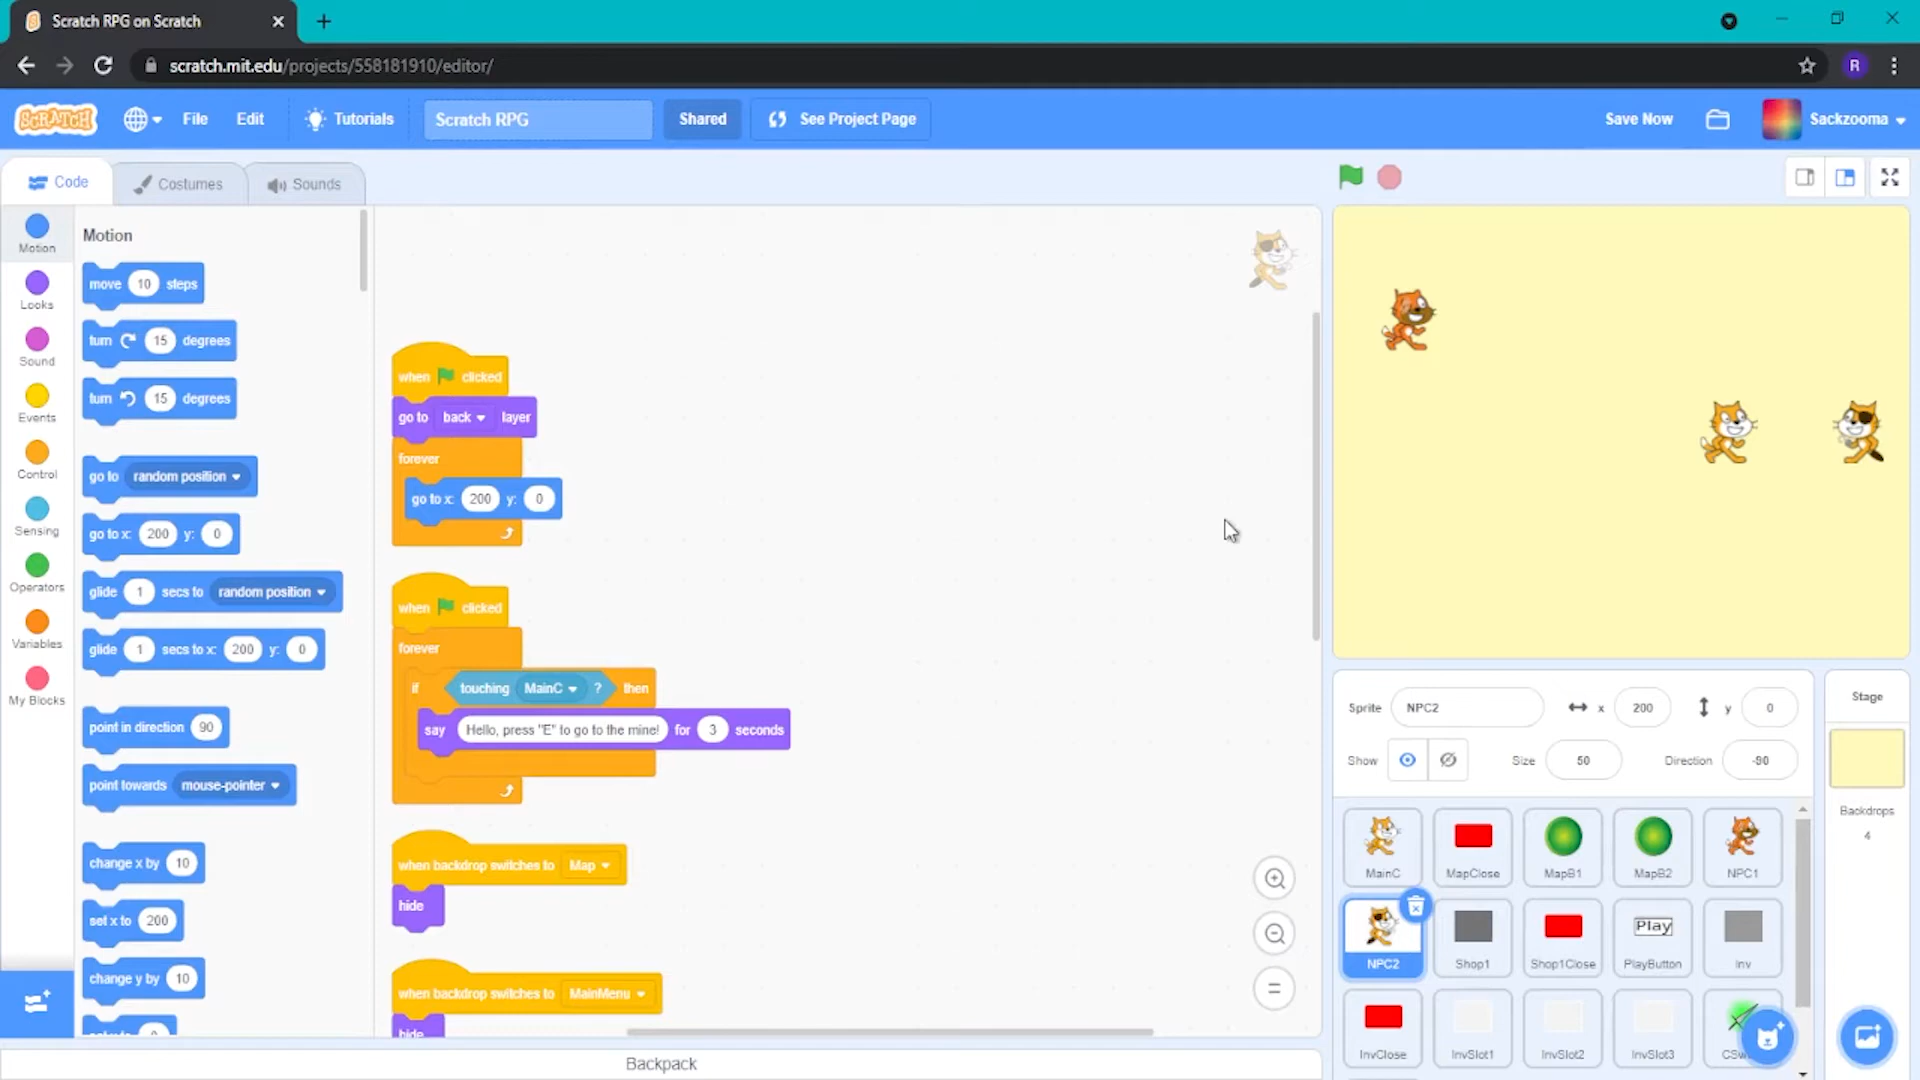 Scratch RPG on Scratch
scratch.mit.edu/projects/558181910/editor/
R
SCRATCH
File
Edit
Tutorials
Scratch RPG
Shared
See Project Page
Save Now
Sackzooma
Code
Costumes
Sounds
Motion
Looks
Sound
Events
Control
Sensing
Operators
Variables
My Blocks
Motion
move 10 steps
turn 15 degrees
turn 15 degrees
go to random position
go to x: 200 y: 0
glide 1 secs to random position
glide 1 secs to x: 200 y: 0
point in direction 90
point towards mouse-pointer
change x by 10
set x to 200
change y by 10
when clicked
go to back layer
forever
go to x: 200 y: 0
when clicked
forever
if touching MainC ? then
say Hello, press "E" to go to the mine! for 3 seconds
when backdrop switches to Map
hide
when backdrop switches to MainMenu
hide
Backpack
Sprite NPC2 x 200 y 0
Show Size 50 Direction -90
Stage
Backdrops
4
MainC
MapClose
MapB1
MapB2
NPC1
NPC2
Shop1
Shop1Close
Play
PlayButton
Inv
InvClose
InvSlot1
InvSlot2
InvSlot3